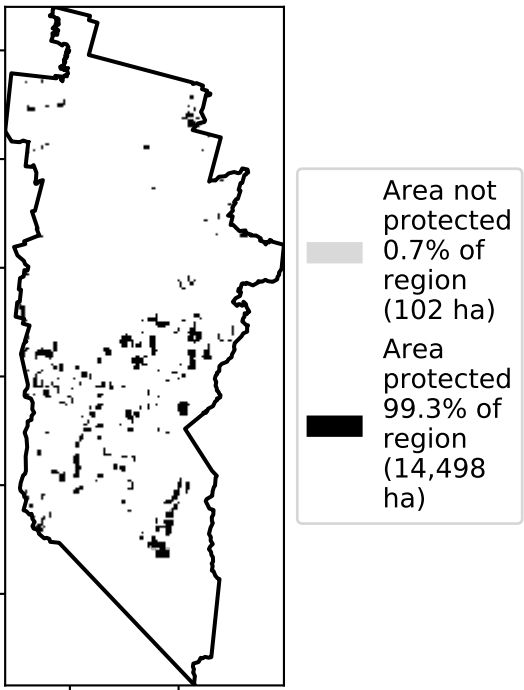 Area not
protected
0.7% of
region
(102 ha)
Area
protected
99.3% of
region
(14,498
ha)